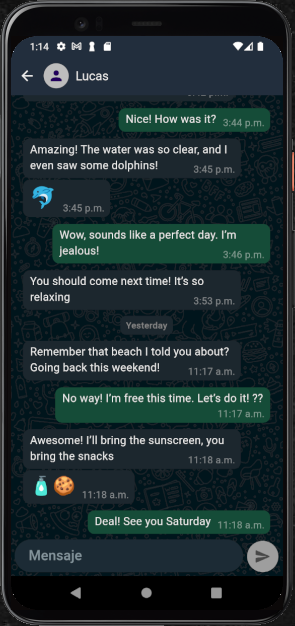 1:14
Lucas
Nice! How was it? 3:44 p.m.
Amazing! The water was so clear, and I
even saw some dolphins! 3:45 p.m.
🐬 3:45 p.m.
Wow, sounds like a perfect day. I'm
jealous! 3:46 p.m.
You should come next time! It's so
relaxing 3:53 p.m.
Yesterday
Remember that beach I told you about?
Going back this weekend! 11:17 a.m.
No way! I'm free this time. Let's do it! ??
11:17 a.m.
Awesome! I'll bring the sunscreen, you
bring the snacks 11:18 a.m.
🧴🍪 11:18 a.m.
Deal! See you Saturday 11:18 a.m.
Mensaje